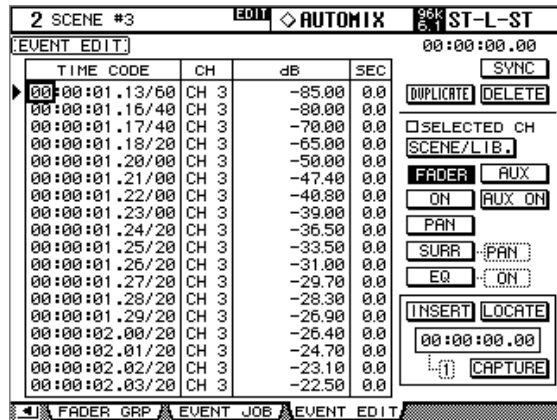 2 SCENE #3 EDIT ◇AUTOMIX 96k 6.1 ST-L-ST
EVENT EDIT 00:00:00.00
TIME CODE CH dB SEC SYNC
00:00:01.13/60 CH 3 -85.00 0.0 DUPLICATE DELETE
00:00:01.16/40 CH 3 -80.00 0.0
00:00:01.17/40 CH 3 -70.00 0.0 SELECTED CH
00:00:01.18/20 CH 3 -65.00 0.0 SCENE/LIB.
00:00:01.20/00 CH 3 -50.00 0.0
00:00:01.21/00 CH 3 -47.40 0.0 FADER AUX
00:00:01.22/00 CH 3 -40.80 0.0 ON AUX ON
00:00:01.23/00 CH 3 -39.00 0.0
00:00:01.24/20 CH 3 -36.50 0.0 PAN
00:00:01.25/20 CH 3 -33.50 0.0 SURR PAN
00:00:01.26/20 CH 3 -31.00 0.0
00:00:01.27/20 CH 3 -29.70 0.0 EQ ON
00:00:01.28/20 CH 3 -28.30 0.0
00:00:01.29/20 CH 3 -26.90 0.0 INSERT LOCATE
00:00:02.00/20 CH 3 -26.40 0.0 00:00:00.00
00:00:02.01/20 CH 3 -24.70 0.0
00:00:02.02/20 CH 3 -23.10 0.0 1 CAPTURE
00:00:02.03/20 CH 3 -22.50 0.0
FADER GRP EVENT JOB EVENT EDIT